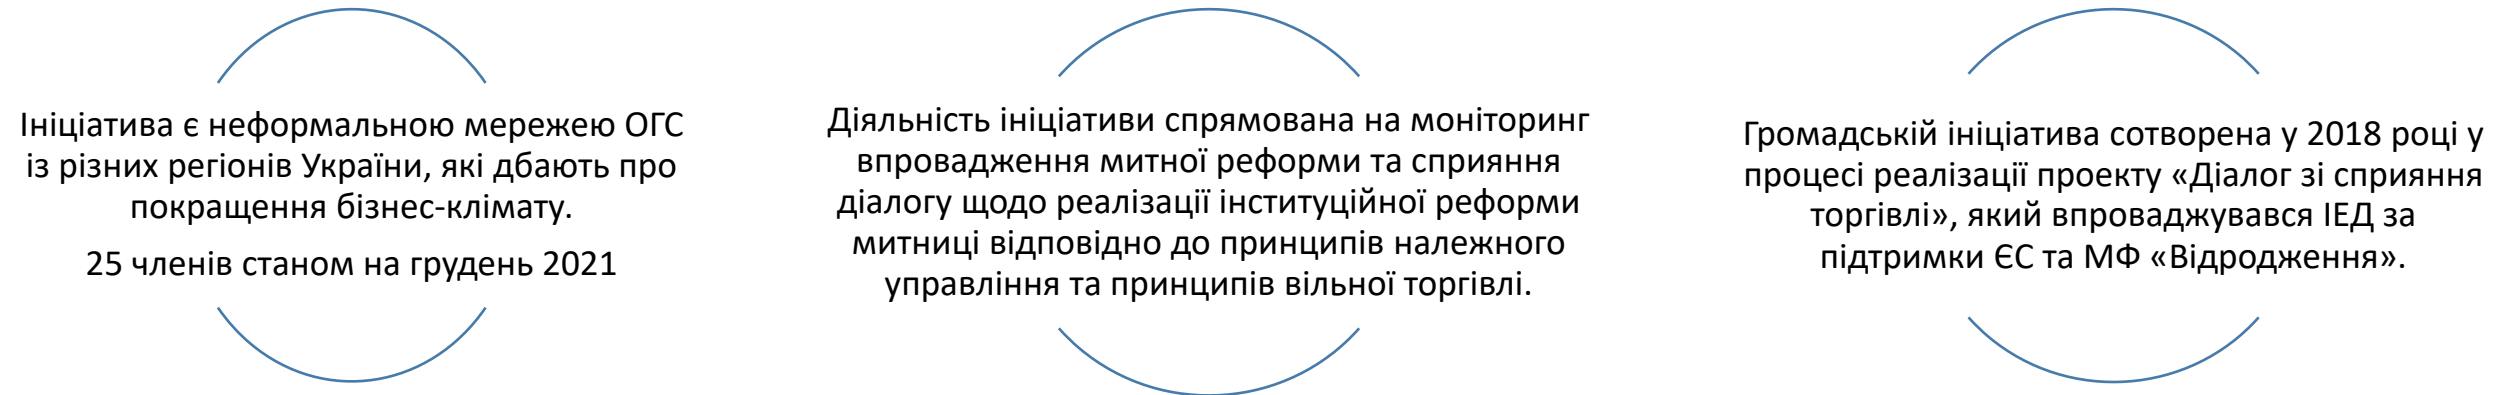 Ініціатива є неформальною мережею ОГС
із різних регіонів України, які дбають про
покращення бізнес-клімату.
25 членів станом на грудень 2021
Діяльність ініціативи спрямована на моніторинг
впровадження митної реформи та сприяння
діалогу щодо реалізації інституційної реформи
митниці відповідно до принципів належного
управління та принципів вільної торгівлі.
Громадській ініціатива сотворена у 2018 році у
процесі реалізації проекту «Діалог зі сприяння
торгівлі», який впроваджувався ІЕД за
підтримки ЄС та МФ «Відродження».